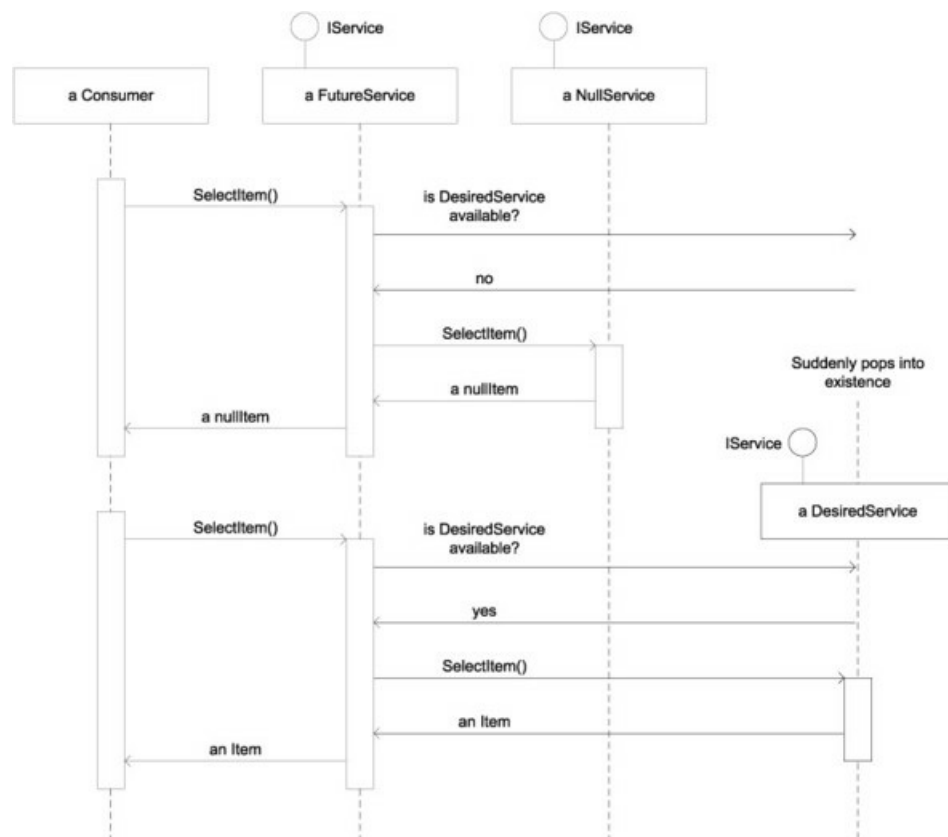 IService
IService
a Consumer
a FutureService
a NullService
SelectItem()
is DesiredService
available?
no
SelectItem()
a nullItem
a nullItem
Suddenly pops into
existence
IService
a DesiredService
SelectItem()
is DesiredService
available?
yes
SelectItem()
an Item
an Item